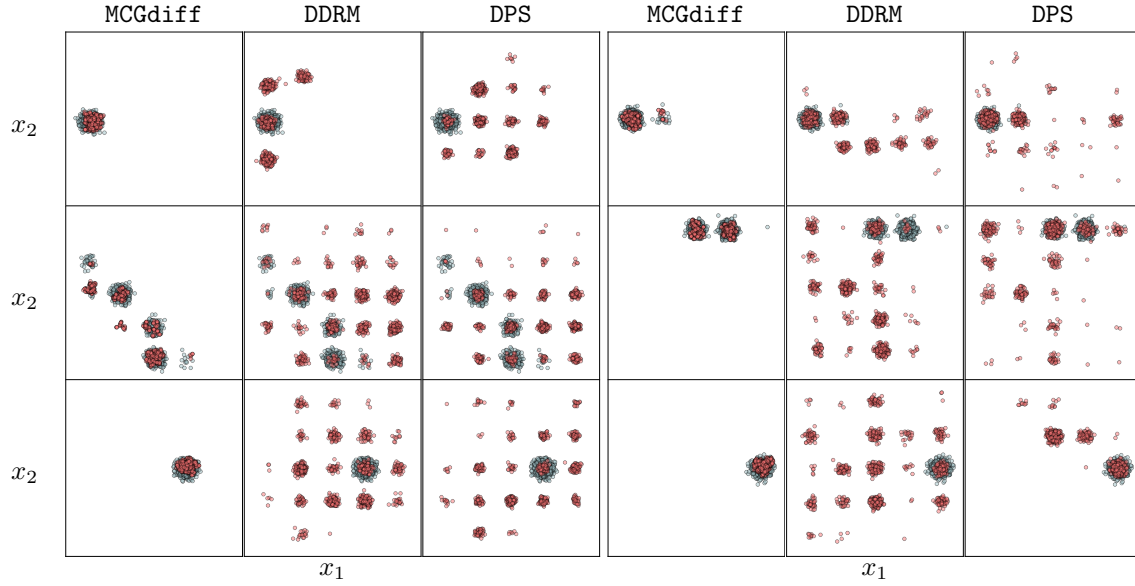 MCGdiff DDRM DPS MCGdiff DDRM DPS
x₂
x₂
x₂
x₁ x₁